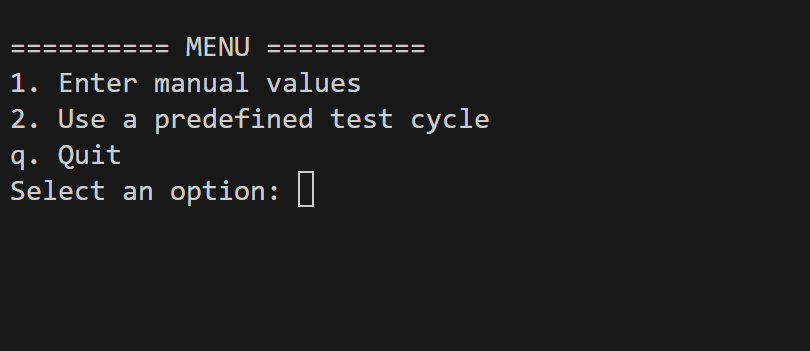 ========== MENU ==========
1. Enter manual values
2. Use a predefined test cycle
q. Quit
Select an option: